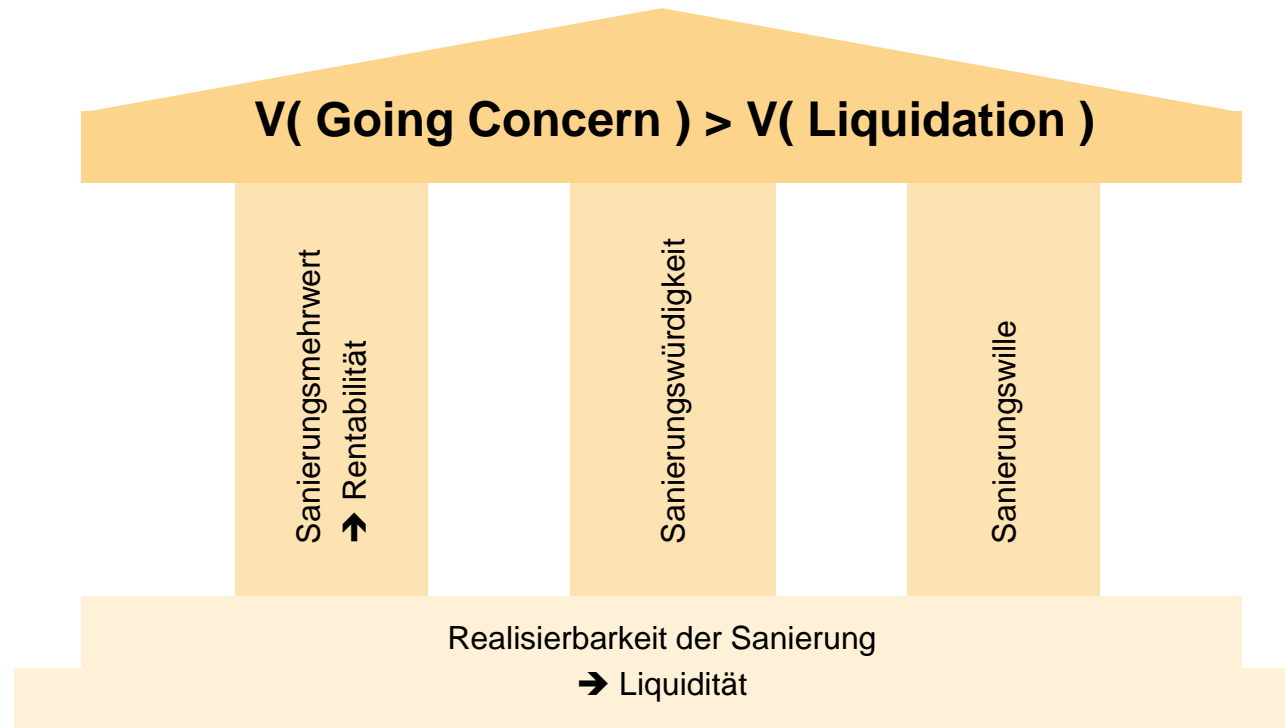 V( Going Concern ) > V( Liquidation )
Sanierungsmehrwert
➔ Rentabilität
Sanierungswürdigkeit
Sanierungswille
Realisierbarkeit der Sanierung
➔ Liquidität